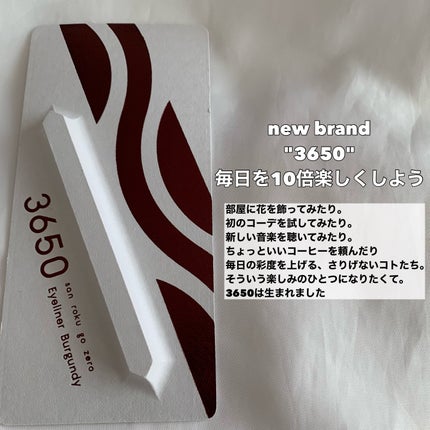 new brand
"3650"
毎日を10倍楽しくしよう
部屋に花を飾ってみたり。
初のコーデを試してみたり。
新しい音楽を聴いてみたり。
ちょっといいコーヒーを頼んだり
毎日の彩度を上げる、さりげないコトたち。
そういう楽しみのひとつになりたくて。
3650は生まれました
3650
san roku go zero
Eyeliner Burgundy